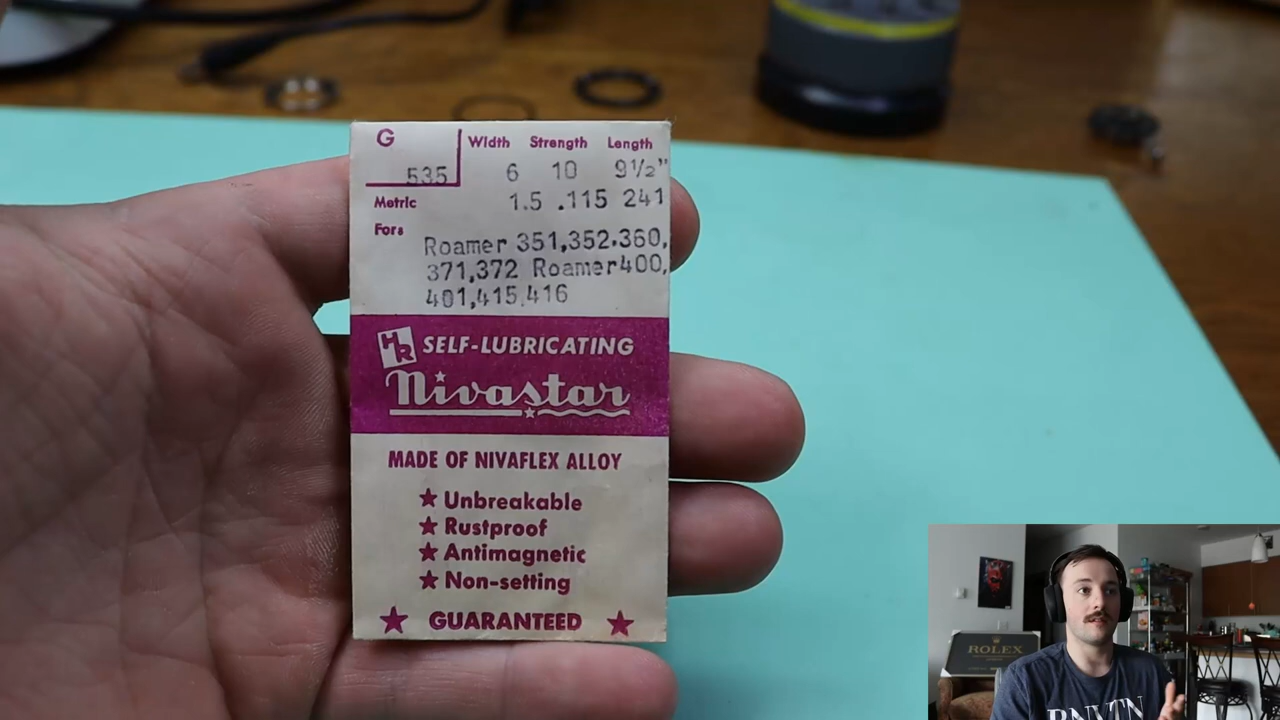 G Width Strength Length
535 6 10 9½"
Metric 1.5 .115 241
For: Roamer 351,352.360,
371,372 Roamer400,
401,415,416
HR SELF-LUBRICATING
Nivastar
MADE OF NIVAFLEX ALLOY
★ Unbreakable
★ Rustproof
★ Antimagnetic
★ Non-setting
★ GUARANTEED ★
ROLEX